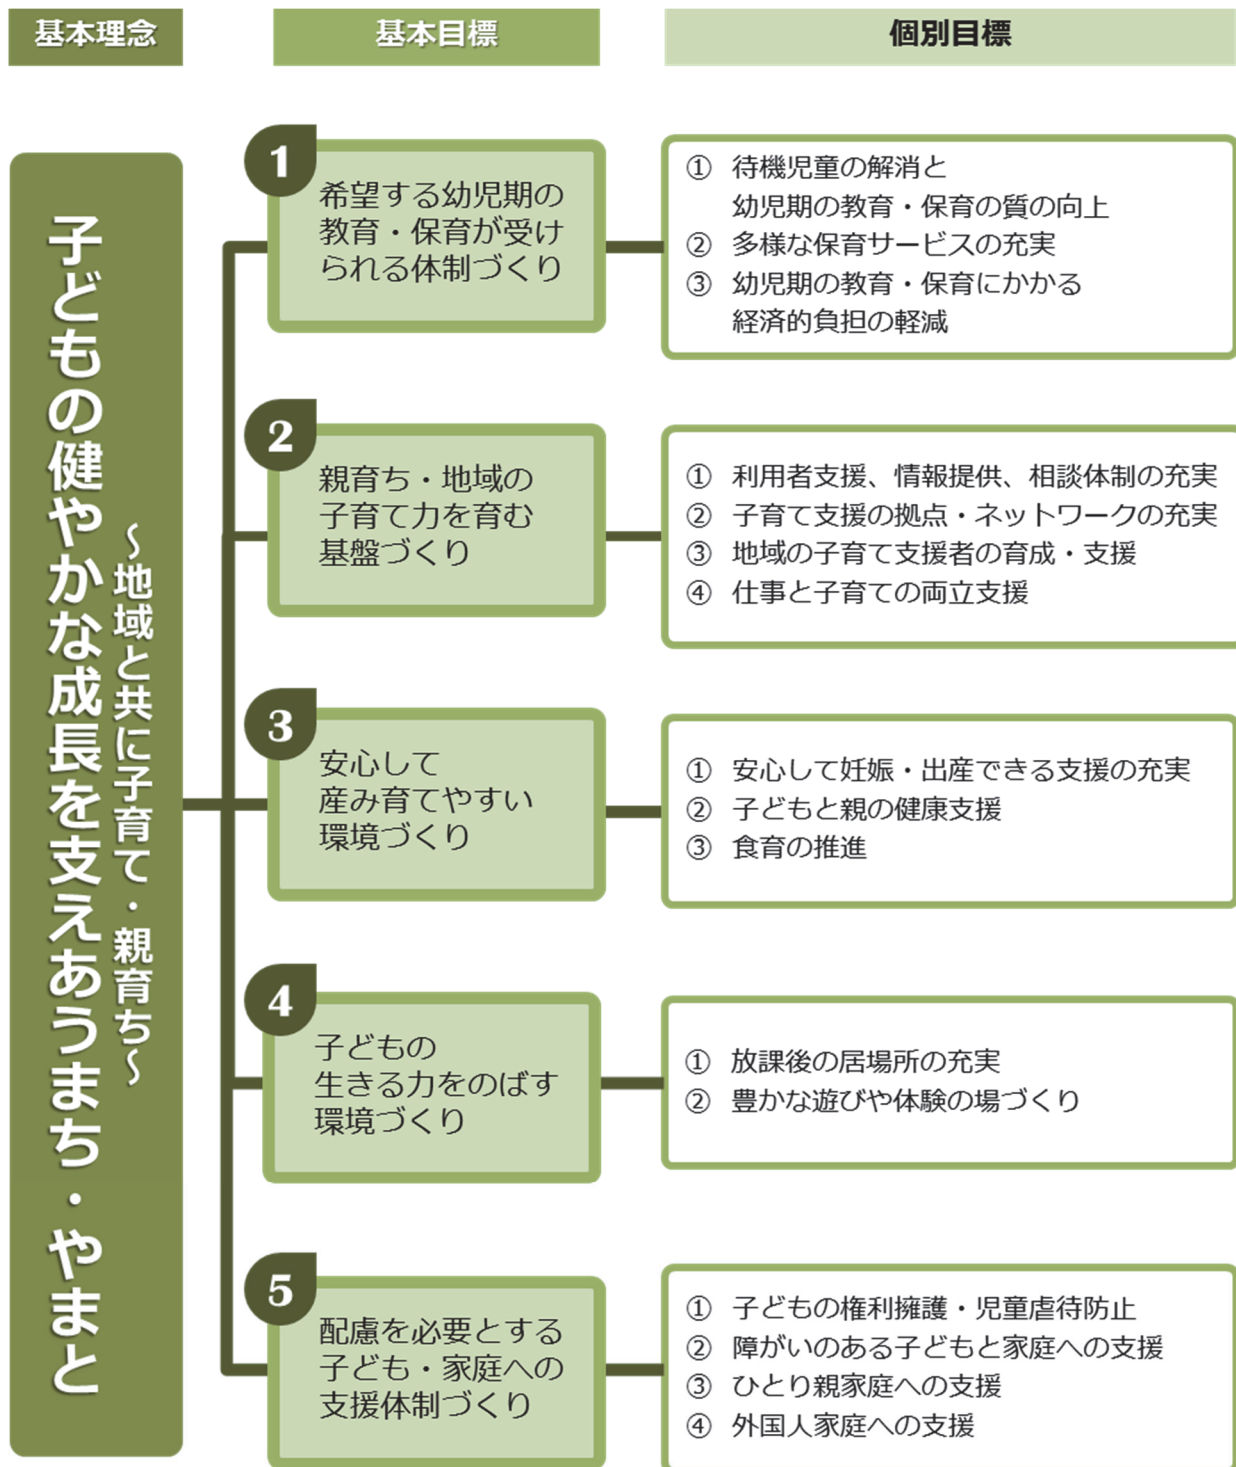 基本理念
基本目標
個別目標
子どもの健やかな成長を支えあうまち・やまと
～地域と共に子育て・親育ち～
1
希望する幼児期の
教育・保育が受け
られる体制づくり
① 待機児童の解消と
幼児期の教育・保育の質の向上
② 多様な保育サービスの充実
③ 幼児期の教育・保育にかかる
経済的負担の軽減
2
親育ち・地域の
子育て力を育む
基盤づくり
① 利用者支援、情報提供、相談体制の充実
② 子育て支援の拠点・ネットワークの充実
③ 地域の子育て支援者の育成・支援
④ 仕事と子育ての両立支援
3
安心して
産み育てやすい
環境づくり
① 安心して妊娠・出産できる支援の充実
② 子どもと親の健康支援
③ 食育の推進
4
子どもの
生きる力をのばす
環境づくり
① 放課後の居場所の充実
② 豊かな遊びや体験の場づくり
5
配慮を必要とする
子ども・家庭への
支援体制づくり
① 子どもの権利擁護・児童虐待防止
② 障がいのある子どもと家庭への支援
③ ひとり親家庭への支援
④ 外国人家庭への支援